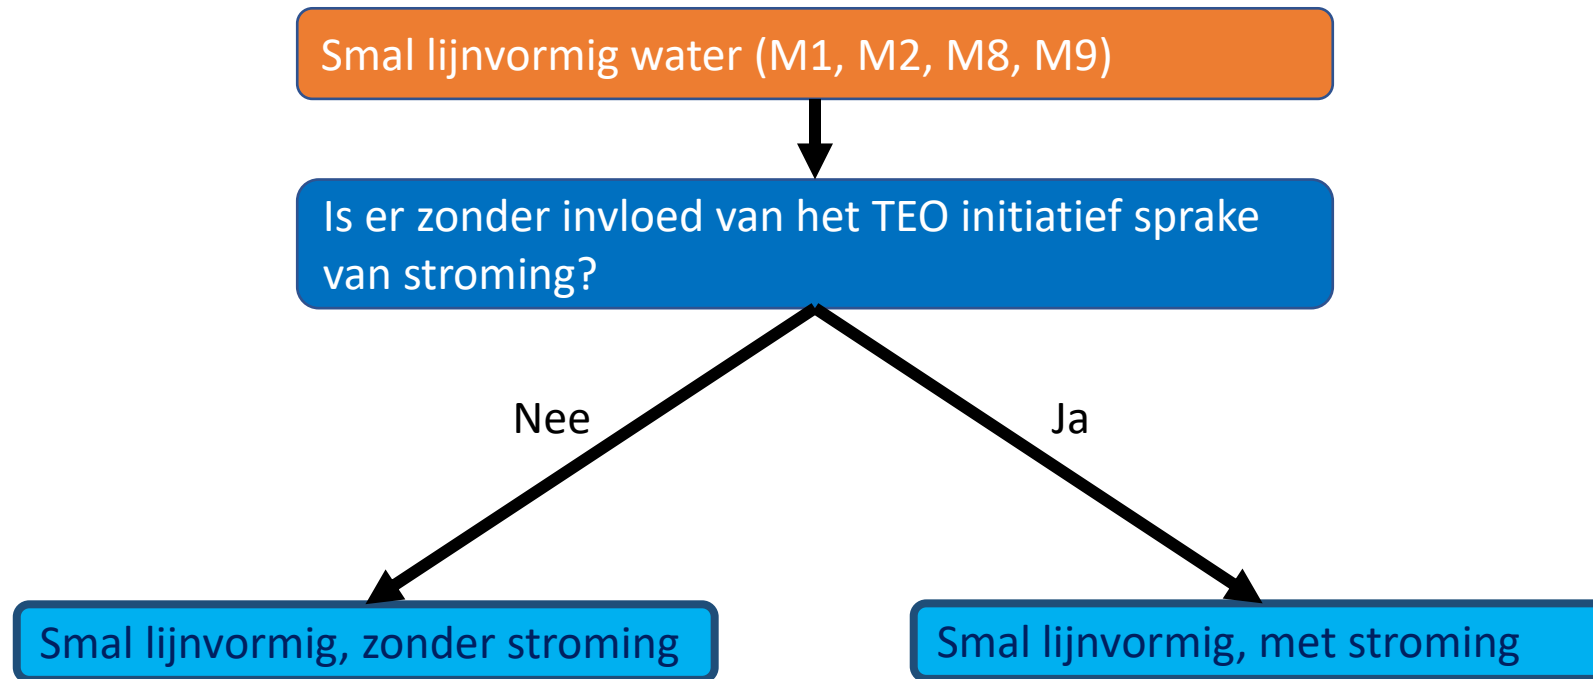 Smal lijnvormig water (M1, M2, M8, M9)
Is er zonder invloed van het TEO initiatief sprake
van stroming?
Nee
Ja
Smal lijnvormig, zonder stroming
Smal lijnvormig, met stroming